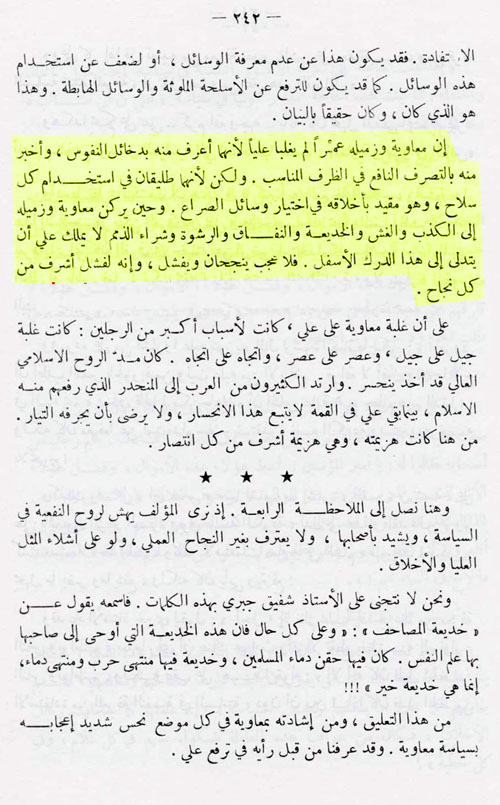 — ٢٤٢ —
الاستفادة . فقد يكون هذا عن عدم معرفة الوسائل ، أو لضعف عن استخدام
هذه الوسائل . كما قد يكون للترفع عن الأسلحة الملوثة والوسائل الهابطة . وهذا
هو الذي كان ، وكان حقيقاً بالبيان .
إن معاوية وزميله عمراً لم يغلبا علياً لأنهما أعرف منه بدخائل النفوس ، وأخبر
منه بالتصرف النافع في الظرف المناسب . ولكن لأنهما طليقان في استخدام كل
سلاح ، وهو مقيد بأخلاقه في اختيار وسائل الصراع . وحين يركن معاوية وزميله
إلى الكذب والغش والخديعة والنفاق والرشوة وشراء الذمم لا يملك علي أن
يتدلى إلى هذا الدرك الأسفل . فلا عجب ينجحان ويفشل ، وإنه لفشل أشرف من
كل نجاح .
على أن غلبة معاوية على علي ، كانت لأسباب أكبر من الرجلين : كانت غلبة
جيل على جيل ، وعصر على عصر ، واتجاه على اتجاه . كان مد الروح الاسلامي
العالي قد أخذ ينحسر . وارتد الكثيرون من العرب إلى المنحدر الذي رفعهم منه
الاسلام ، بينما بقي علي في القمة لا يتبع هذا الانحسار ، ولا يرضى بأن يجرفه التيار .
من هنا كانت هزيمته ، وهي هزيمة أشرف من كل انتصار .
★ ★ ★
وهنا نصل إلى الملاحظة الرابعة . إذ نرى المؤلف يهش لروح النفعية في
السياسة ، ويشيد بأصحابها ، ولا يعترف بغير النجاح العملي ، ولو على أشلاء المثل
العليا والأخلاق .
ونحن لا نتجنى على الأستاذ شفيق جبري بهذه الكلمات . فاسمعه يقول عن
« خديعة المصاحف » : « وعلى كل حال فان هذه الخديعة التي أوحى إلى صاحبها
بها علم النفس . كان فيها حقن دماء المسلمين ، وخديعة فيها منتهى حرب ومنتهى دماء،
إنما هي خديعة خير » !!!
من هذا التعليق ، ومن إشادته بمعاوية في كل موضع نحس شديد إعجابه
بسياسة معاوية . وقد عرفنا من قبل رأيه في ترفع علي .